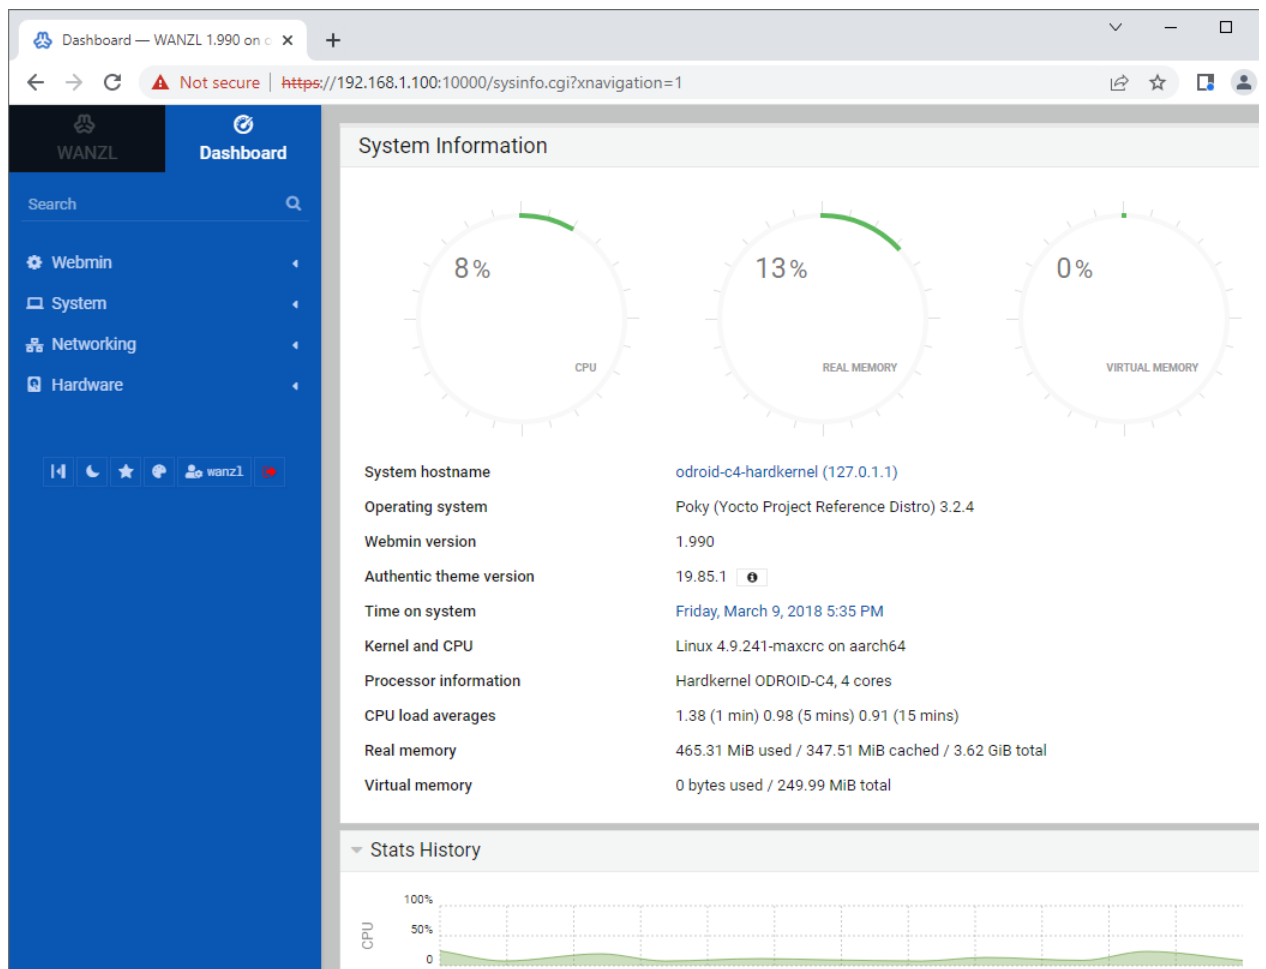 Dashboard — WANZL 1.990 on
Not secure | https://192.168.1.100:10000/sysinfo.cgi?xnavigation=1
WANZL
Dashboard
Search
Webmin
System
Networking
Hardware
wanzl
System Information
8%
CPU
13%
REAL MEMORY
0%
VIRTUAL MEMORY
System hostname odroid-c4-hardkernel (127.0.1.1)
Operating system Poky (Yocto Project Reference Distro) 3.2.4
Webmin version 1.990
Authentic theme version 19.85.1
Time on system Friday, March 9, 2018 5:35 PM
Kernel and CPU Linux 4.9.241-maxcrc on aarch64
Processor information Hardkernel ODROID-C4, 4 cores
CPU load averages 1.38 (1 min) 0.98 (5 mins) 0.91 (15 mins)
Real memory 465.31 MiB used / 347.51 MiB cached / 3.62 GiB total
Virtual memory 0 bytes used / 249.99 MiB total
Stats History
CPU
100%
50%
0